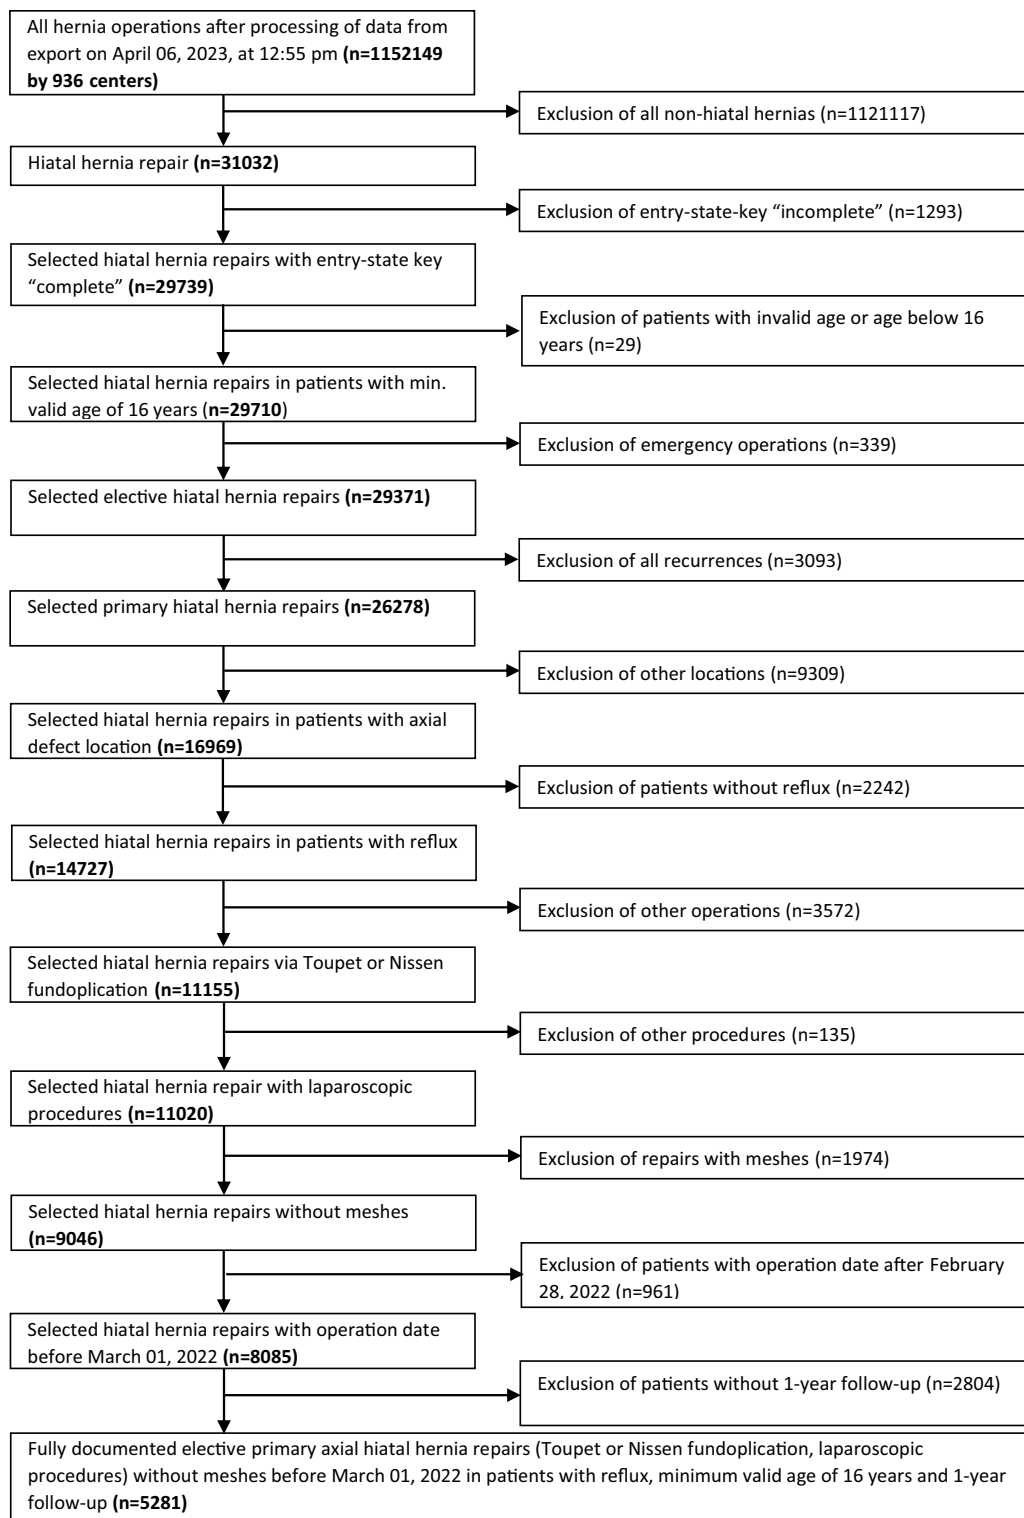 All hernia operations after processing of data from
export on April 06, 2023, at 12:55 pm (n=1152149
by 936 centers)
Exclusion of all non-hiatal hernias (n=1121117)
Hiatal hernia repair (n=31032)
Exclusion of entry-state-key “incomplete” (n=1293)
Selected hiatal hernia repairs with entry-state key
“complete” (n=29739)
Exclusion of patients with invalid age or age below 16
years (n=29)
Selected hiatal hernia repairs in patients with min.
valid age of 16 years (n=29710)
Exclusion of emergency operations (n=339)
Selected elective hiatal hernia repairs (n=29371)
Exclusion of all recurrences (n=3093)
Selected primary hiatal hernia repairs (n=26278)
Exclusion of other locations (n=9309)
Selected hiatal hernia repairs in patients with axial
defect location (n=16969)
Exclusion of patients without reflux (n=2242)
Selected hiatal hernia repairs in patients with reflux
(n=14727)
Exclusion of other operations (n=3572)
Selected hiatal hernia repairs via Toupet or Nissen
fundoplication (n=11155)
Exclusion of other procedures (n=135)
Selected hiatal hernia repair with laparoscopic
procedures (n=11020)
Exclusion of repairs with meshes (n=1974)
Selected hiatal hernia repairs without meshes
(n=9046)
Exclusion of patients with operation date after February
28, 2022 (n=961)
Selected hiatal hernia repairs with operation date
before March 01, 2022 (n=8085)
Exclusion of patients without 1-year follow-up (n=2804)
Fully documented elective primary axial hiatal hernia repairs (Toupet or Nissen fundoplication, laparoscopic
procedures) without meshes before March 01, 2022 in patients with reflux, minimum valid age of 16 years and 1-year
follow-up (n=5281)